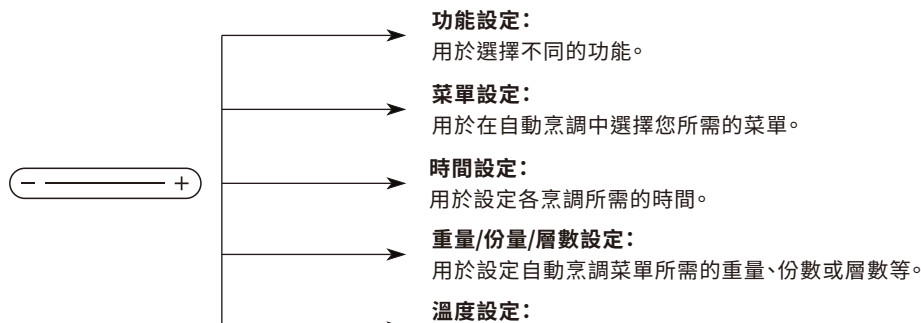 功能設定：
用於選擇不同的功能。
菜單設定：
用於在自動烹調中選擇您所需的菜單。
時間設定：
用於設定各烹調所需的時間。
− +
重量/份量/層數設定：
用於設定自動烹調菜單所需的重量、份數或層數等。
溫度設定：